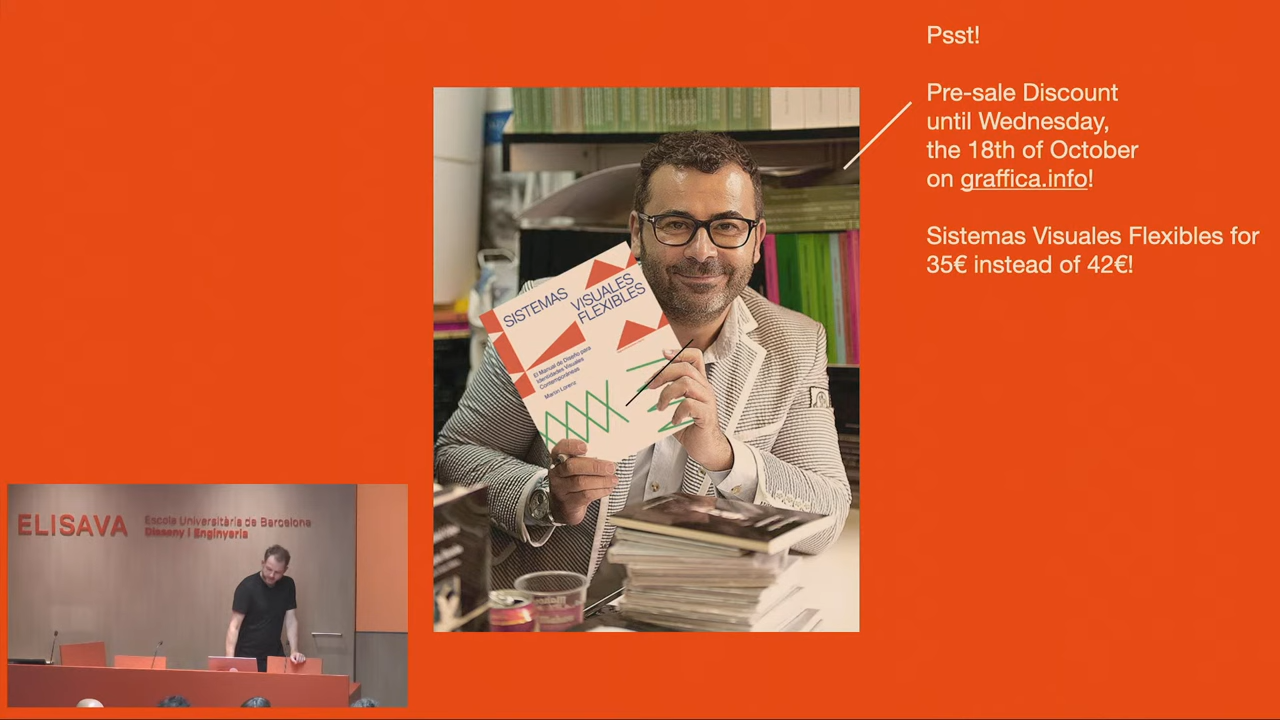 Psst!
Pre-sale Discount
until Wednesday,
the 18th of October
on graffica.info!
Sistemas Visuales Flexibles for
35€ instead of 42€!
SISTEMAS VISUALES
FLEXIBLES
El Manual de Diseño para
Identidades Visuales
Contemporáneas
Martin Lorenz
ELISAVA
Escola Universitària de Barcelona
Disseny i Enginyeria